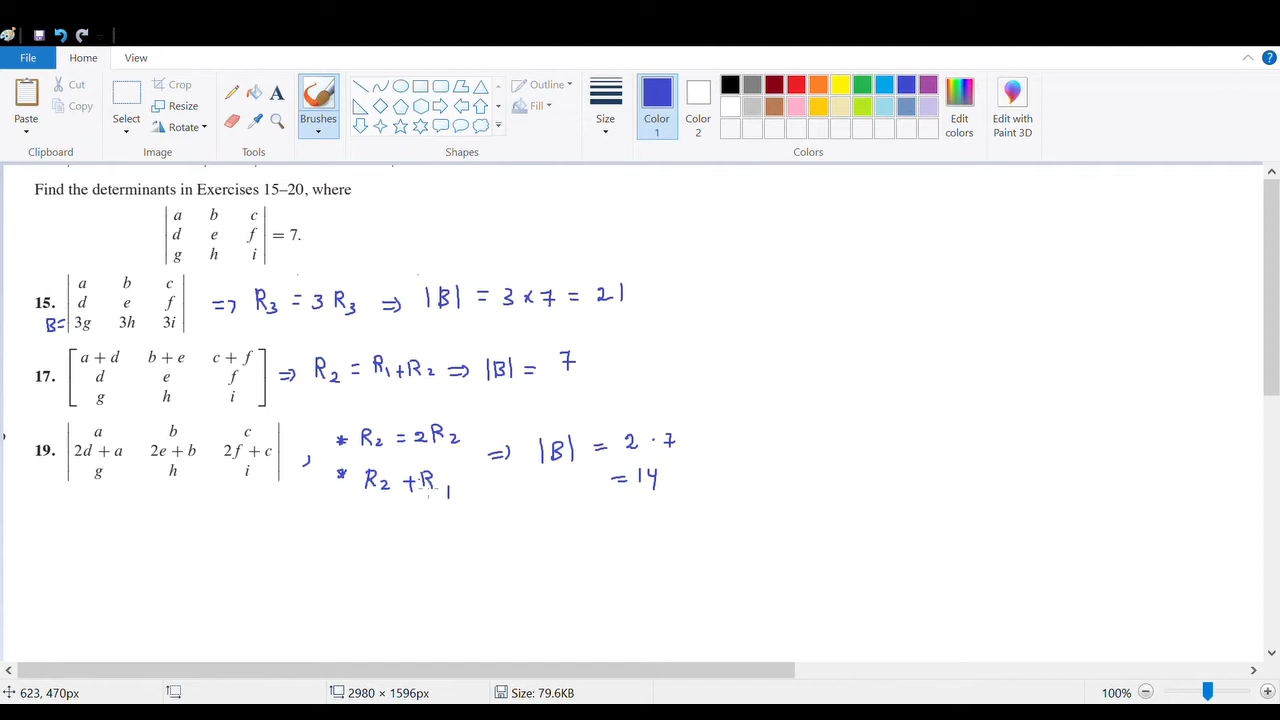 File Home View
Paste Cut Copy Select Crop Resize Rotate A Brushes Outline Fill Size Color 1 Color 2 Edit colors Edit with Paint 3D
Clipboard Image Tools Shapes Colors
Find the determinants in Exercises 15–20, where
| a b c |
| d e f | = 7.
| g h i |
15. | a b c |
| d e f | => R3 = 3 R3 => |B| = 3 × 7 = 21
B= | 3g 3h 3i |
17. [ a + d b + e c + f ]
[ d e f ] => R2 = R1 + R2 => |B| = 7
[ g h i ]
19. | a b c | * R2 = 2R2
| 2d + a 2e + b 2f + c | , => |B| = 2 · 7
| g h i | * R2 + R1 = 14
623, 470px 2980 × 1596px Size: 79.6KB 100%